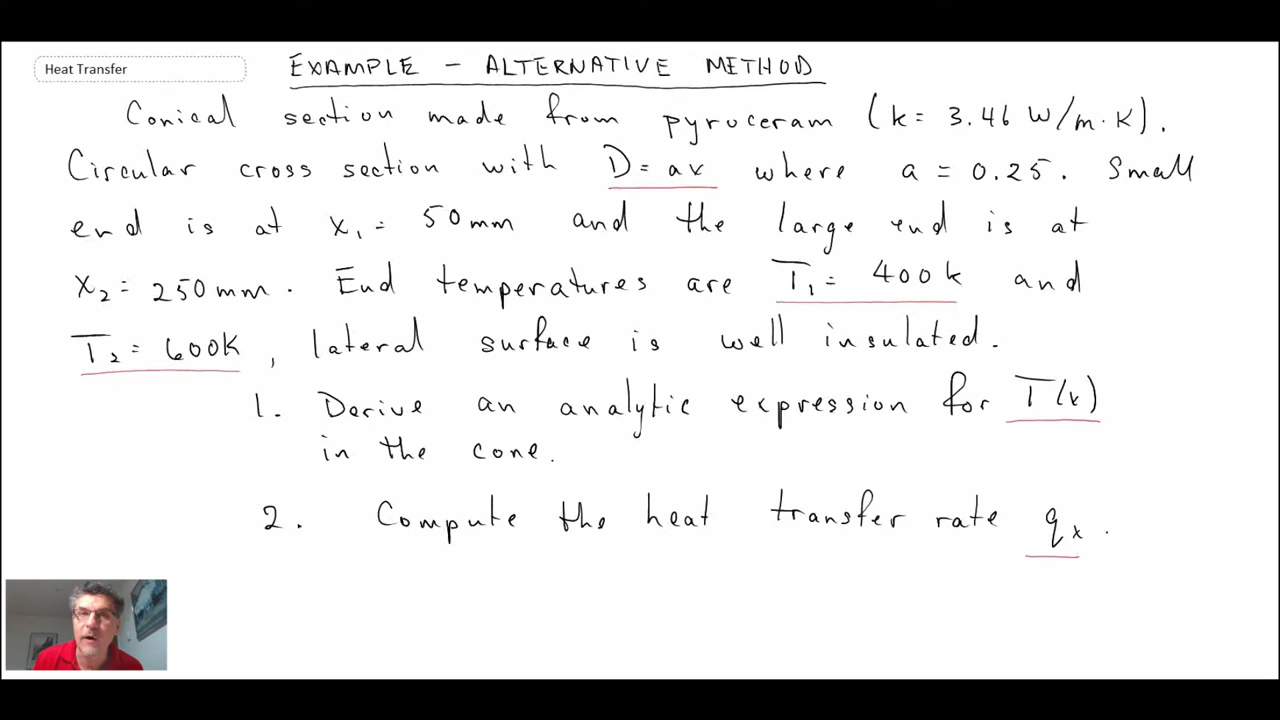 Heat Transfer
EXAMPLE - ALTERNATIVE METHOD
Conical section made from pyroceram (k = 3.46 W/m·K).
Circular cross section with D = ax where a = 0.25. Small
end is at x₁ = 50mm and the large end is at
x₂ = 250mm. End temperatures are T₁ = 400K and
T₂ = 600K, lateral surface is well insulated.
1. Derive an analytic expression for T(x)
in the cone.
2. Compute the heat transfer rate qₓ.